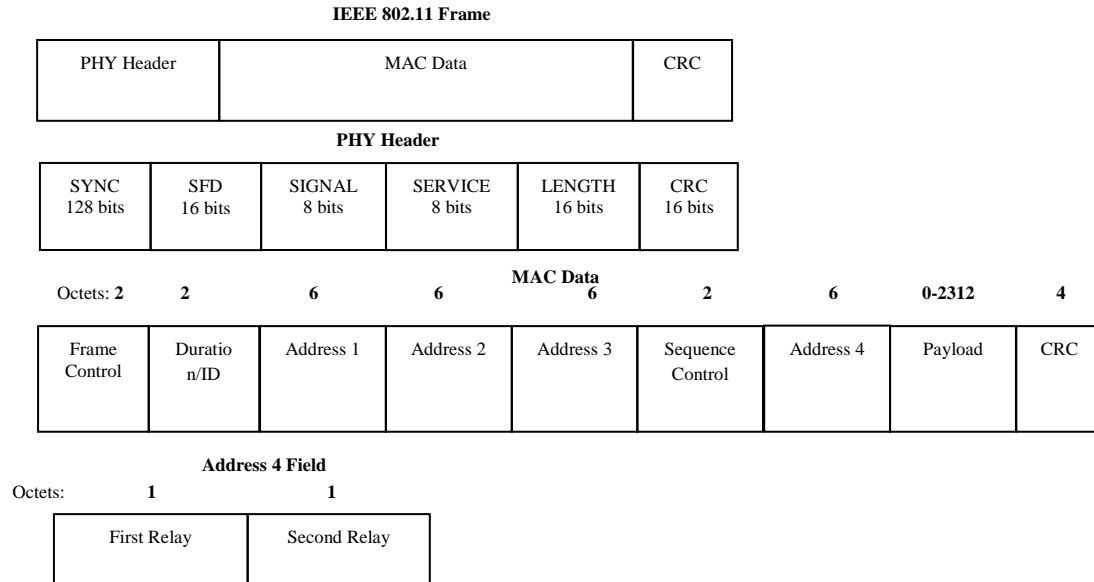 IEEE 802.11 Frame
PHY Header MAC Data CRC
PHY Header
SYNC SFD SIGNAL SERVICE LENGTH CRC
128 bits 16 bits 8 bits 8 bits 16 bits 16 bits
MAC Data
Octets: 2 2 6 6 6 2 6 0-2312 4
Frame Duratio Address 1 Address 2 Address 3 Sequence Address 4 Payload CRC
Control n/ID Control
Address 4 Field
Octets: 1 1
First Relay Second Relay